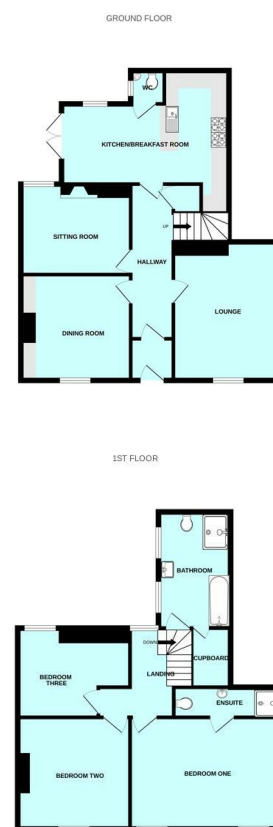 GROUND FLOOR
WC
KITCHEN/BREAKFAST ROOM
UP
SITTING ROOM
HALLWAY
LOUNGE
DINING ROOM
1ST FLOOR
BATHROOM
DOWN
CUPBOARD
LANDING
BEDROOM
THREE
ENSUITE
BEDROOM TWO
BEDROOM ONE